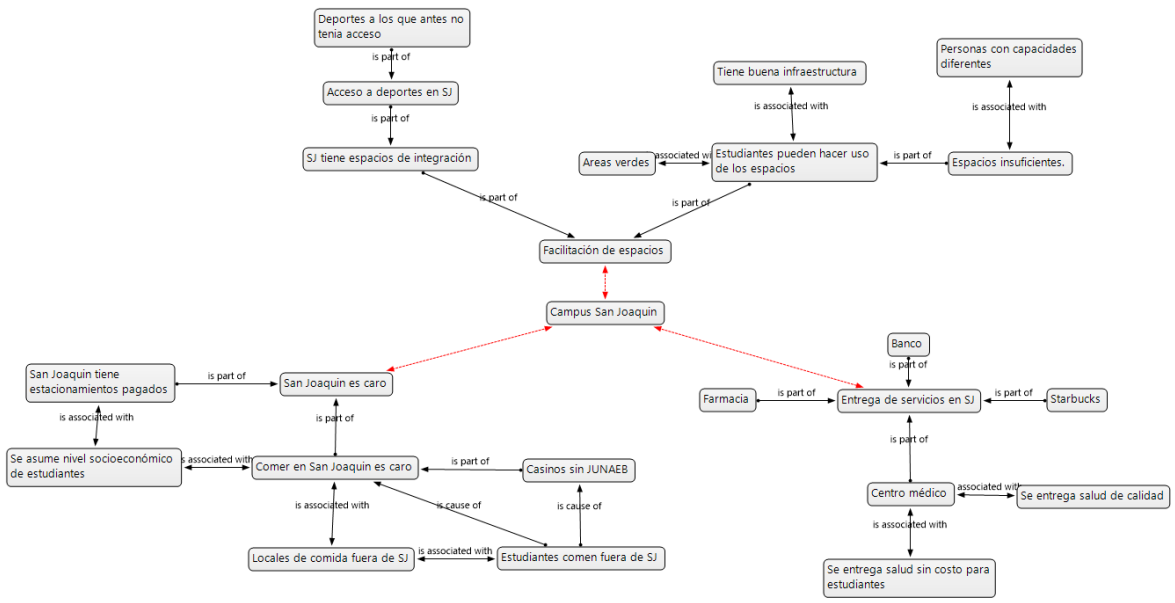 Deportes a los que antes no
tenia acceso
is part of
Acceso a deportes en SJ
is part of
SJ tiene espacios de integración
is part of
Personas con capacidades
diferentes
Tiene buena infraestructura
is associated with
is associated with
Areas verdes
associated wi
Estudiantes pueden hacer uso
de los espacios
is part of
Espacios insuficientes.
is part of
Facilitación de espacios
Campus San Joaquin
San Joaquin tiene
estacionamientos pagados
is part of
San Joaquin es caro
is associated with
is part of
Se asume nivel socioeconómico
de estudiantes
is associated with
Comer en San Joaquin es caro
is part of
Casinos sin JUNAEB
is associated with
is cause of
is cause of
Locales de comida fuera de SJ
is associated with
Estudiantes comen fuera de SJ
Banco
is part of
Farmacia
is part of
Entrega de servicios en SJ
is part of
Starbucks
is part of
Centro médico
associated with
Se entrega salud de calidad
is associated with
Se entrega salud sin costo para
estudiantes